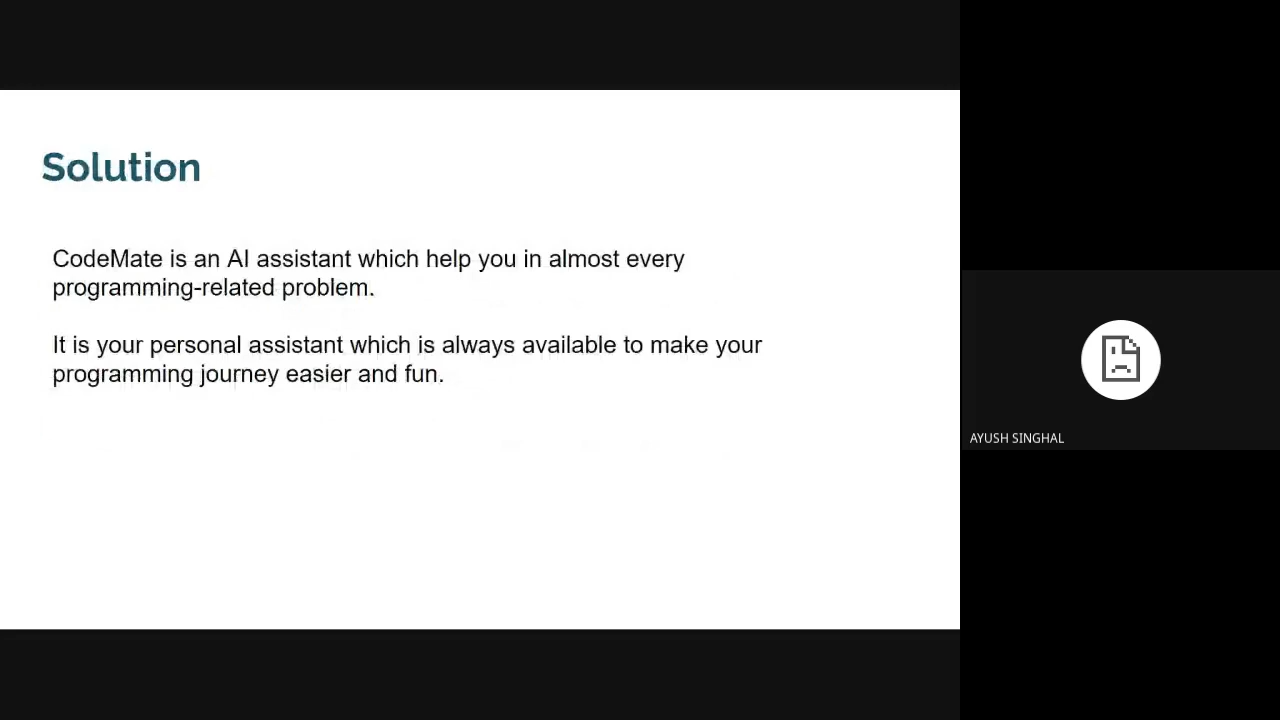 Solution
CodeMate is an AI assistant which help you in almost every
programming-related problem.
It is your personal assistant which is always available to make your
programming journey easier and fun.
AYUSH SINGHAL